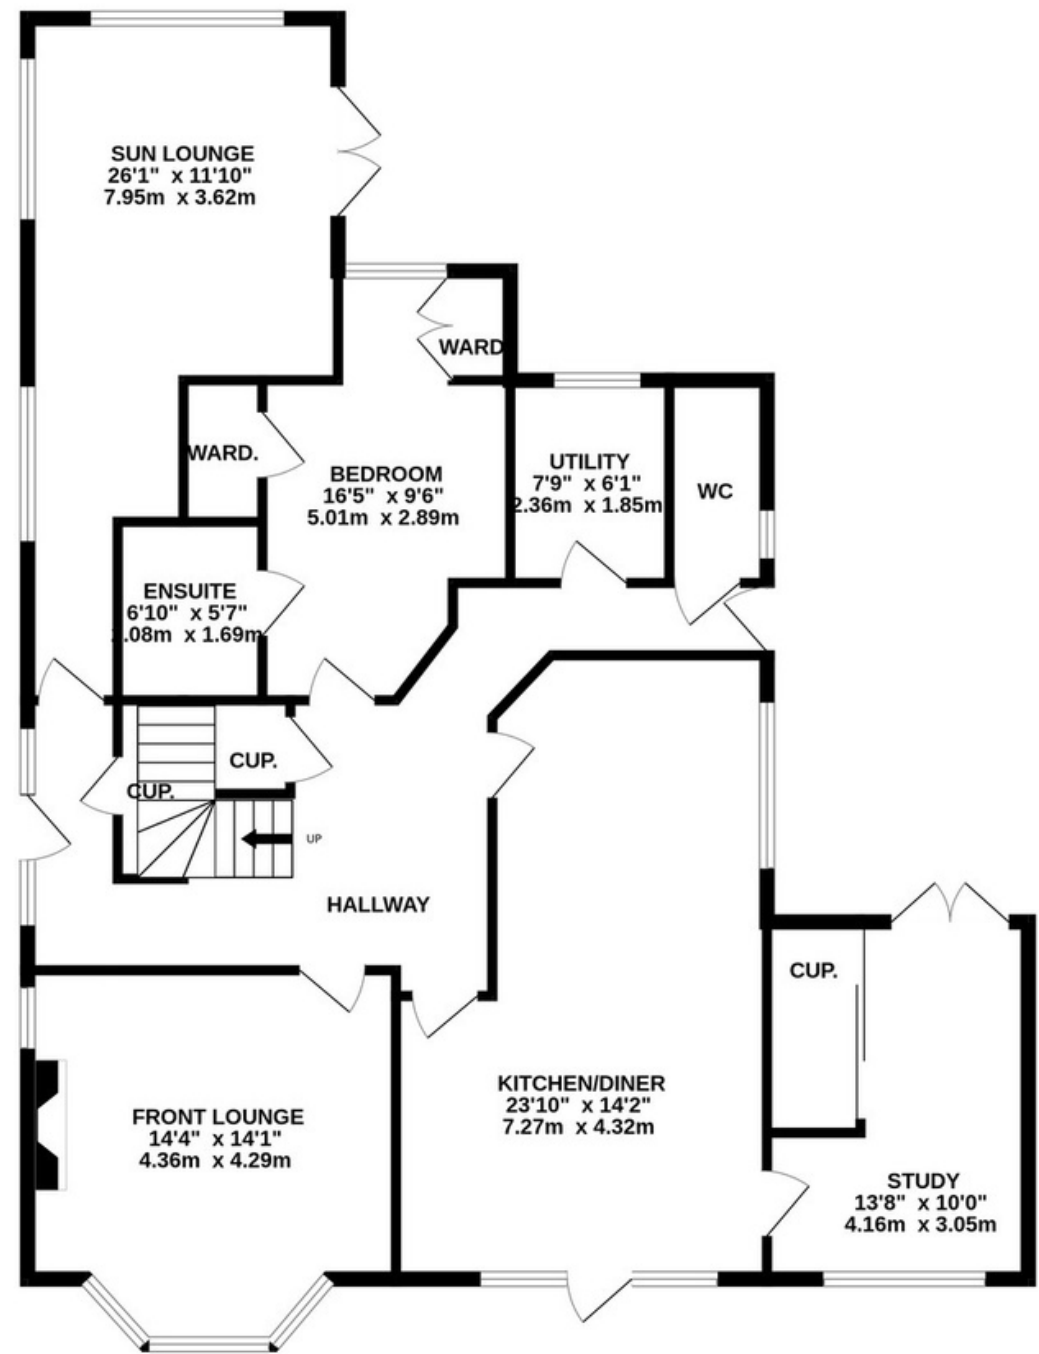 SUN LOUNGE
26'1" x 11'10"
7.95m x 3.62m
WARD
WARD.
BEDROOM
16'5" x 9'6"
5.01m x 2.89m
UTILITY
7'9" x 6'1"
2.36m x 1.85m
WC
ENSUITE
6'10" x 5'7"
.08m x 1.69m
CUP.
CUP.
UP
HALLWAY
CUP.
KITCHEN/DINER
23'10" x 14'2"
7.27m x 4.32m
FRONT LOUNGE
14'4" x 14'1"
4.36m x 4.29m
STUDY
13'8" x 10'0"
4.16m x 3.05m